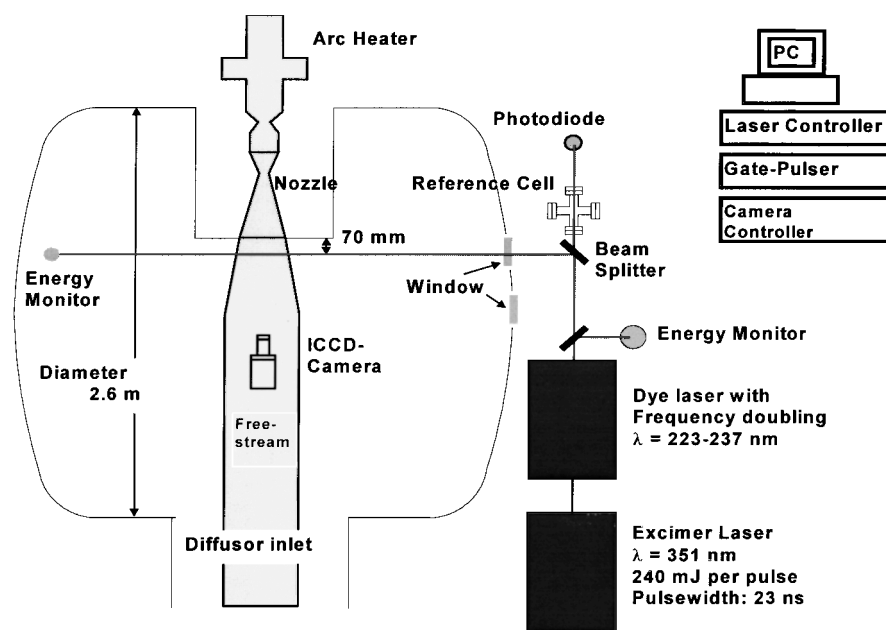 Arc Heater
PC
Photodiode
Laser Controller
Nozzle
Reference Cell
Gate-Pulser
70 mm
Camera
Controller
Beam
Splitter
Energy
Monitor
Window
ICCD-
Camera
Energy Monitor
Diameter
2.6 m
Free-
stream
Dye laser with
Frequency doubling
λ = 223-237 nm
Diffusor inlet
Excimer Laser
λ = 351 nm
240 mJ per pulse
Pulsewidth: 23 ns